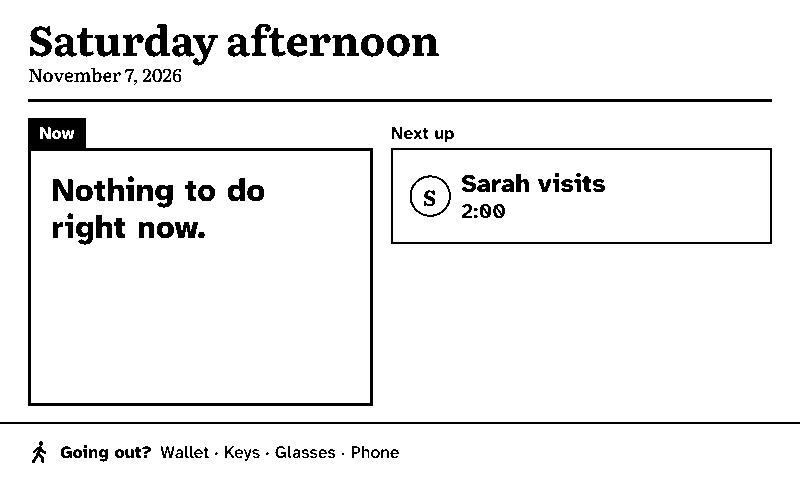 Saturday afternoon
November 7, 2026
Now
Nothing to do
right now.
Next up
S
Sarah visits
2:00
Going out? Wallet · Keys · Glasses · Phone